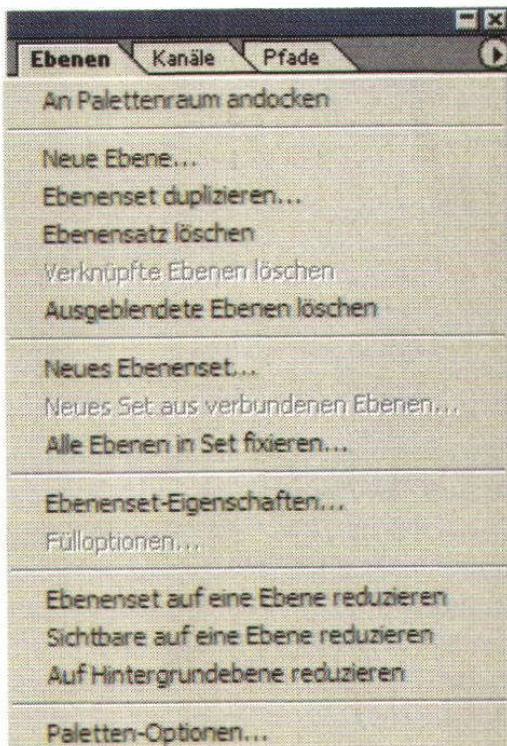 Ebenen Kanäle Pfade
An Palettenraum andocken
Neue Ebene...
Ebenenset duplizieren...
Ebenensatz löschen
Verknüpfte Ebenen löschen
Ausgeblendete Ebenen löschen
Neues Ebenenset...
Neues Set aus verbundenen Ebenen...
Alle Ebenen in Set fixieren...
Ebenenset-Eigenschaften...
Fülloptionen...
Ebenenset auf eine Ebene reduzieren
Sichtbare auf eine Ebene reduzieren
Auf Hintergrundebene reduzieren
Paletten-Optionen...